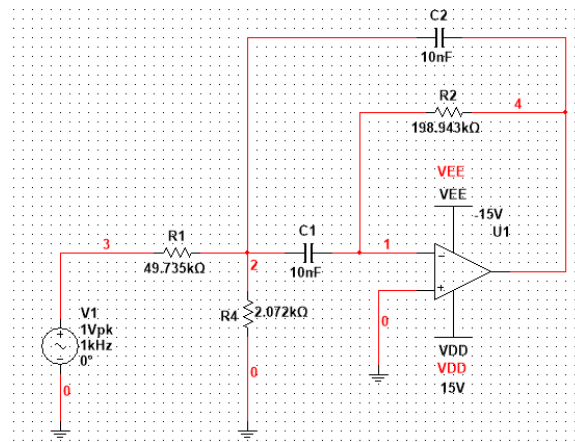 C2
10nF
R2
4
198.943kΩ
VEE
VEE
-15V
U1
3
R1
49.735kΩ
C1
10nF
2
1
V1
1Vpk
1kHz
0°
R4
2.072kΩ
0
0
0
VDD
VDD
15V